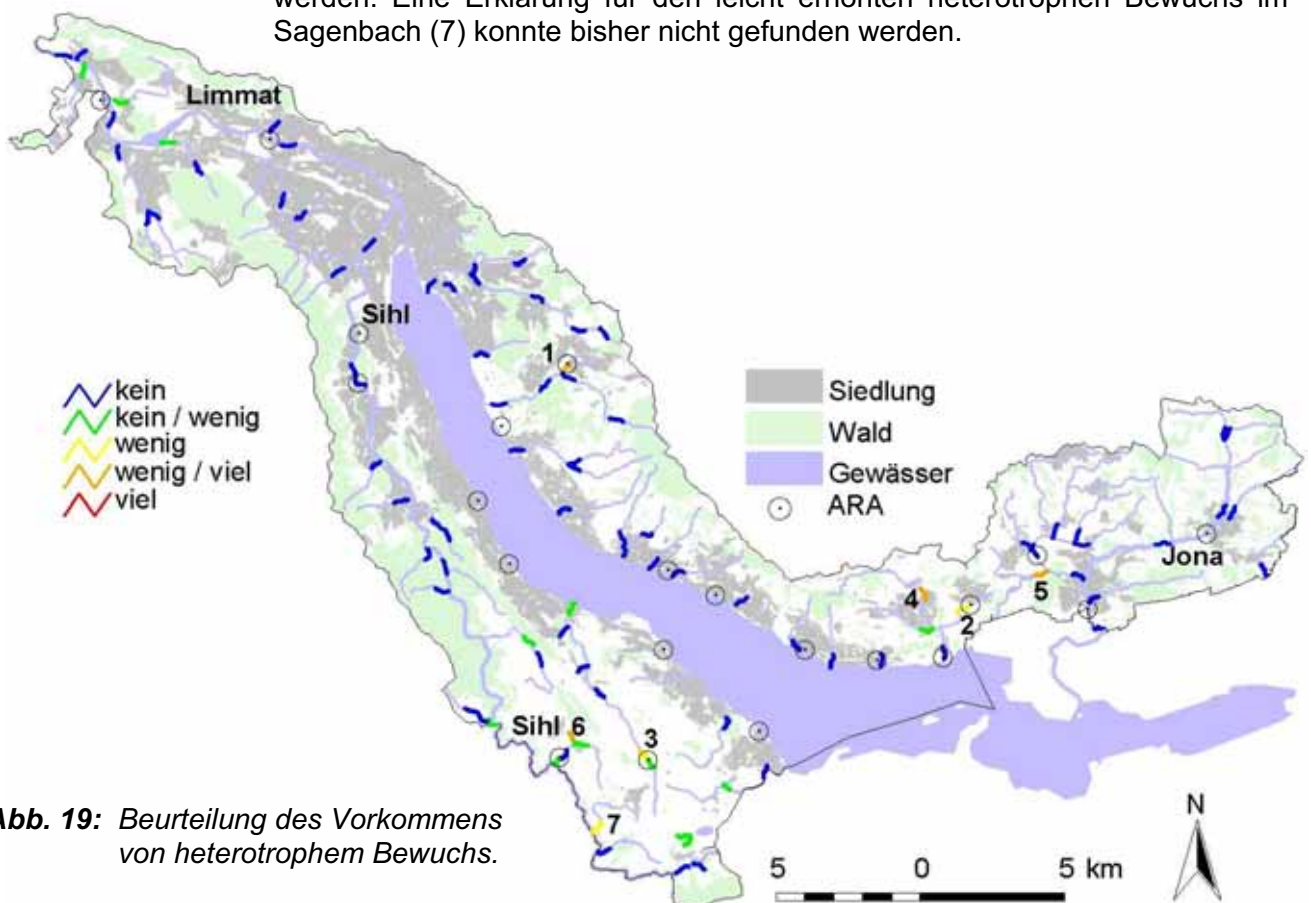 Sagenbach (7) konnte bisher nicht gefunden werden.
Limmat
Sihl
1
kein
kein / wenig
wenig
wenig / viel
viel
Siedlung
Wald
Gewässer
ARA
Jona
4
5
2
Sihl 6
3
7
Abb. 19: Beurteilung des Vorkommens
von heterotrophem Bewuchs.
5 0 5 km
N